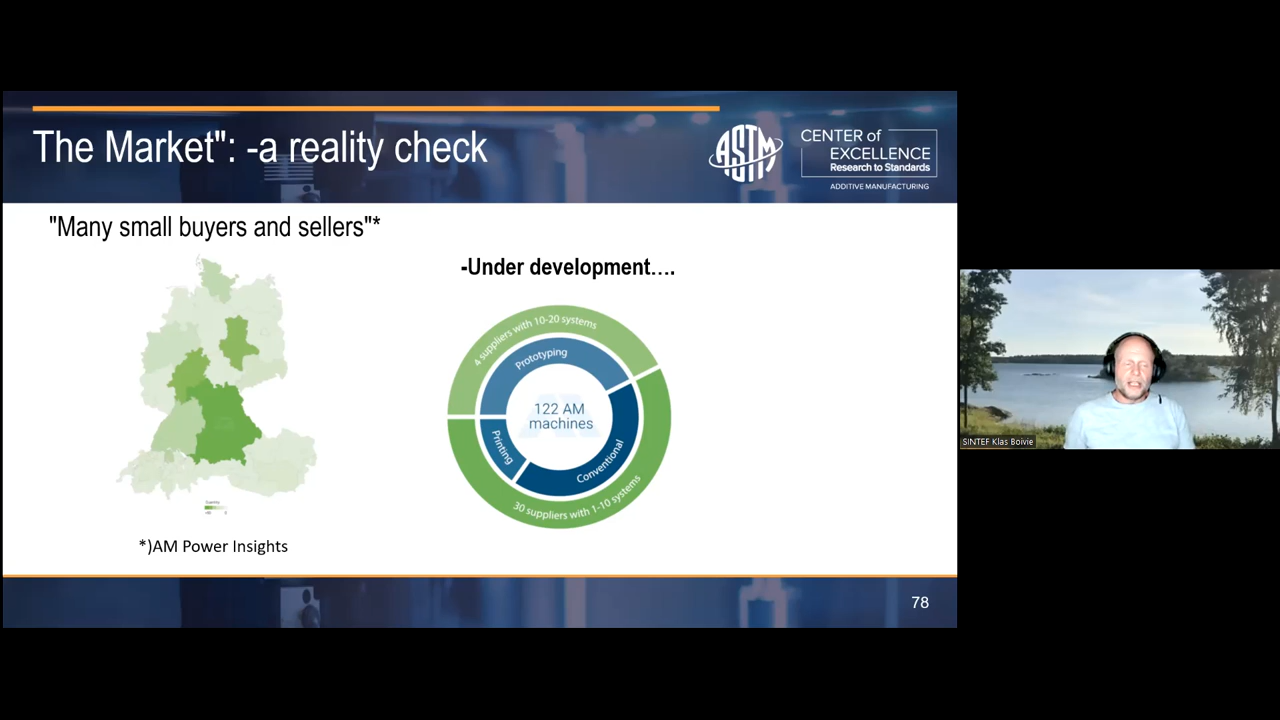 The Market": -a reality check
ASTM
CENTER of
EXCELLENCE
Research to Standards
ADDITIVE MANUFACTURING
"Many small buyers and sellers"*
-Under development....
4 suppliers with 10-20 systems
Prototyping
122 AM
machines
Printing
Conventional
30 suppliers with 1-10 systems
*)AM Power Insights
78
SINTEF Klas Boivie